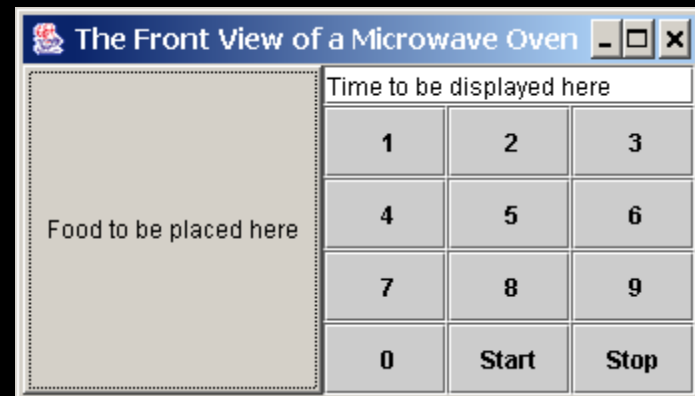 The Front View of a Microwave Oven
Time to be displayed here
Food to be placed here
1 2 3
4 5 6
7 8 9
0 Start Stop